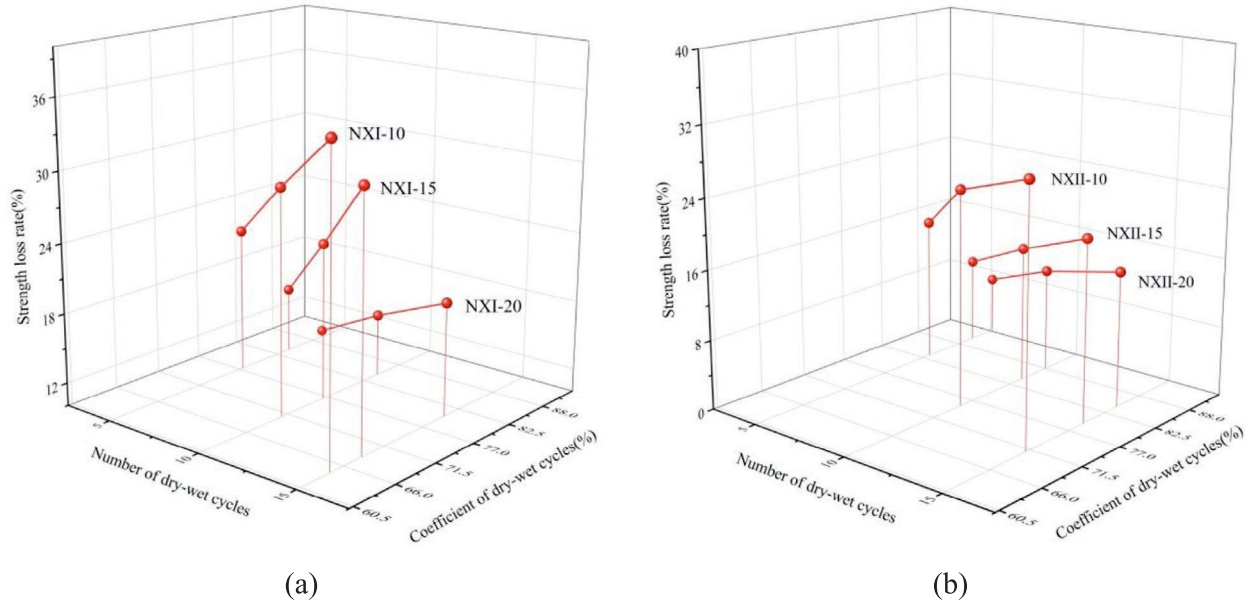 36
30
24
18
12
Strength loss rate(%)
NXI-10
NXI-15
NXI-20
5
10
15
Number of dry-wet cycles
60.5
66.0
71.5
77.0
82.5
88.0
Coefficient of dry-wet cycles(%)
(a)
40
32
24
16
8
0
Strength loss rate(%)
NXII-10
NXII-15
NXII-20
5
10
15
Number of dry-wet cycles
60.5
66.0
71.5
77.0
82.5
88.0
Coefficient of dry-wet cycles(%)
(b)